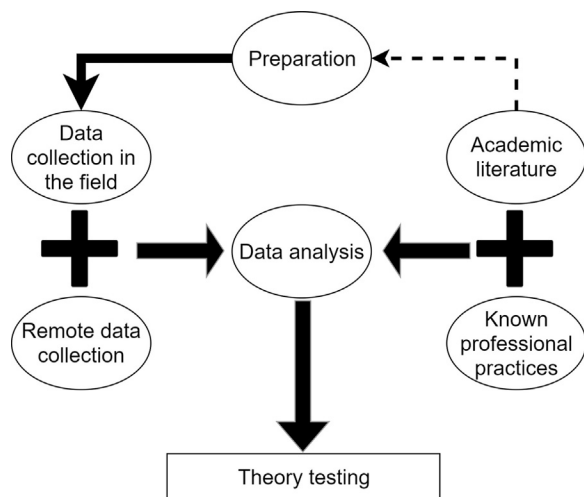 Preparation
Data
collection in
the field
Academic
literature
Data analysis
Remote data
collection
Known
professional
practices
Theory testing